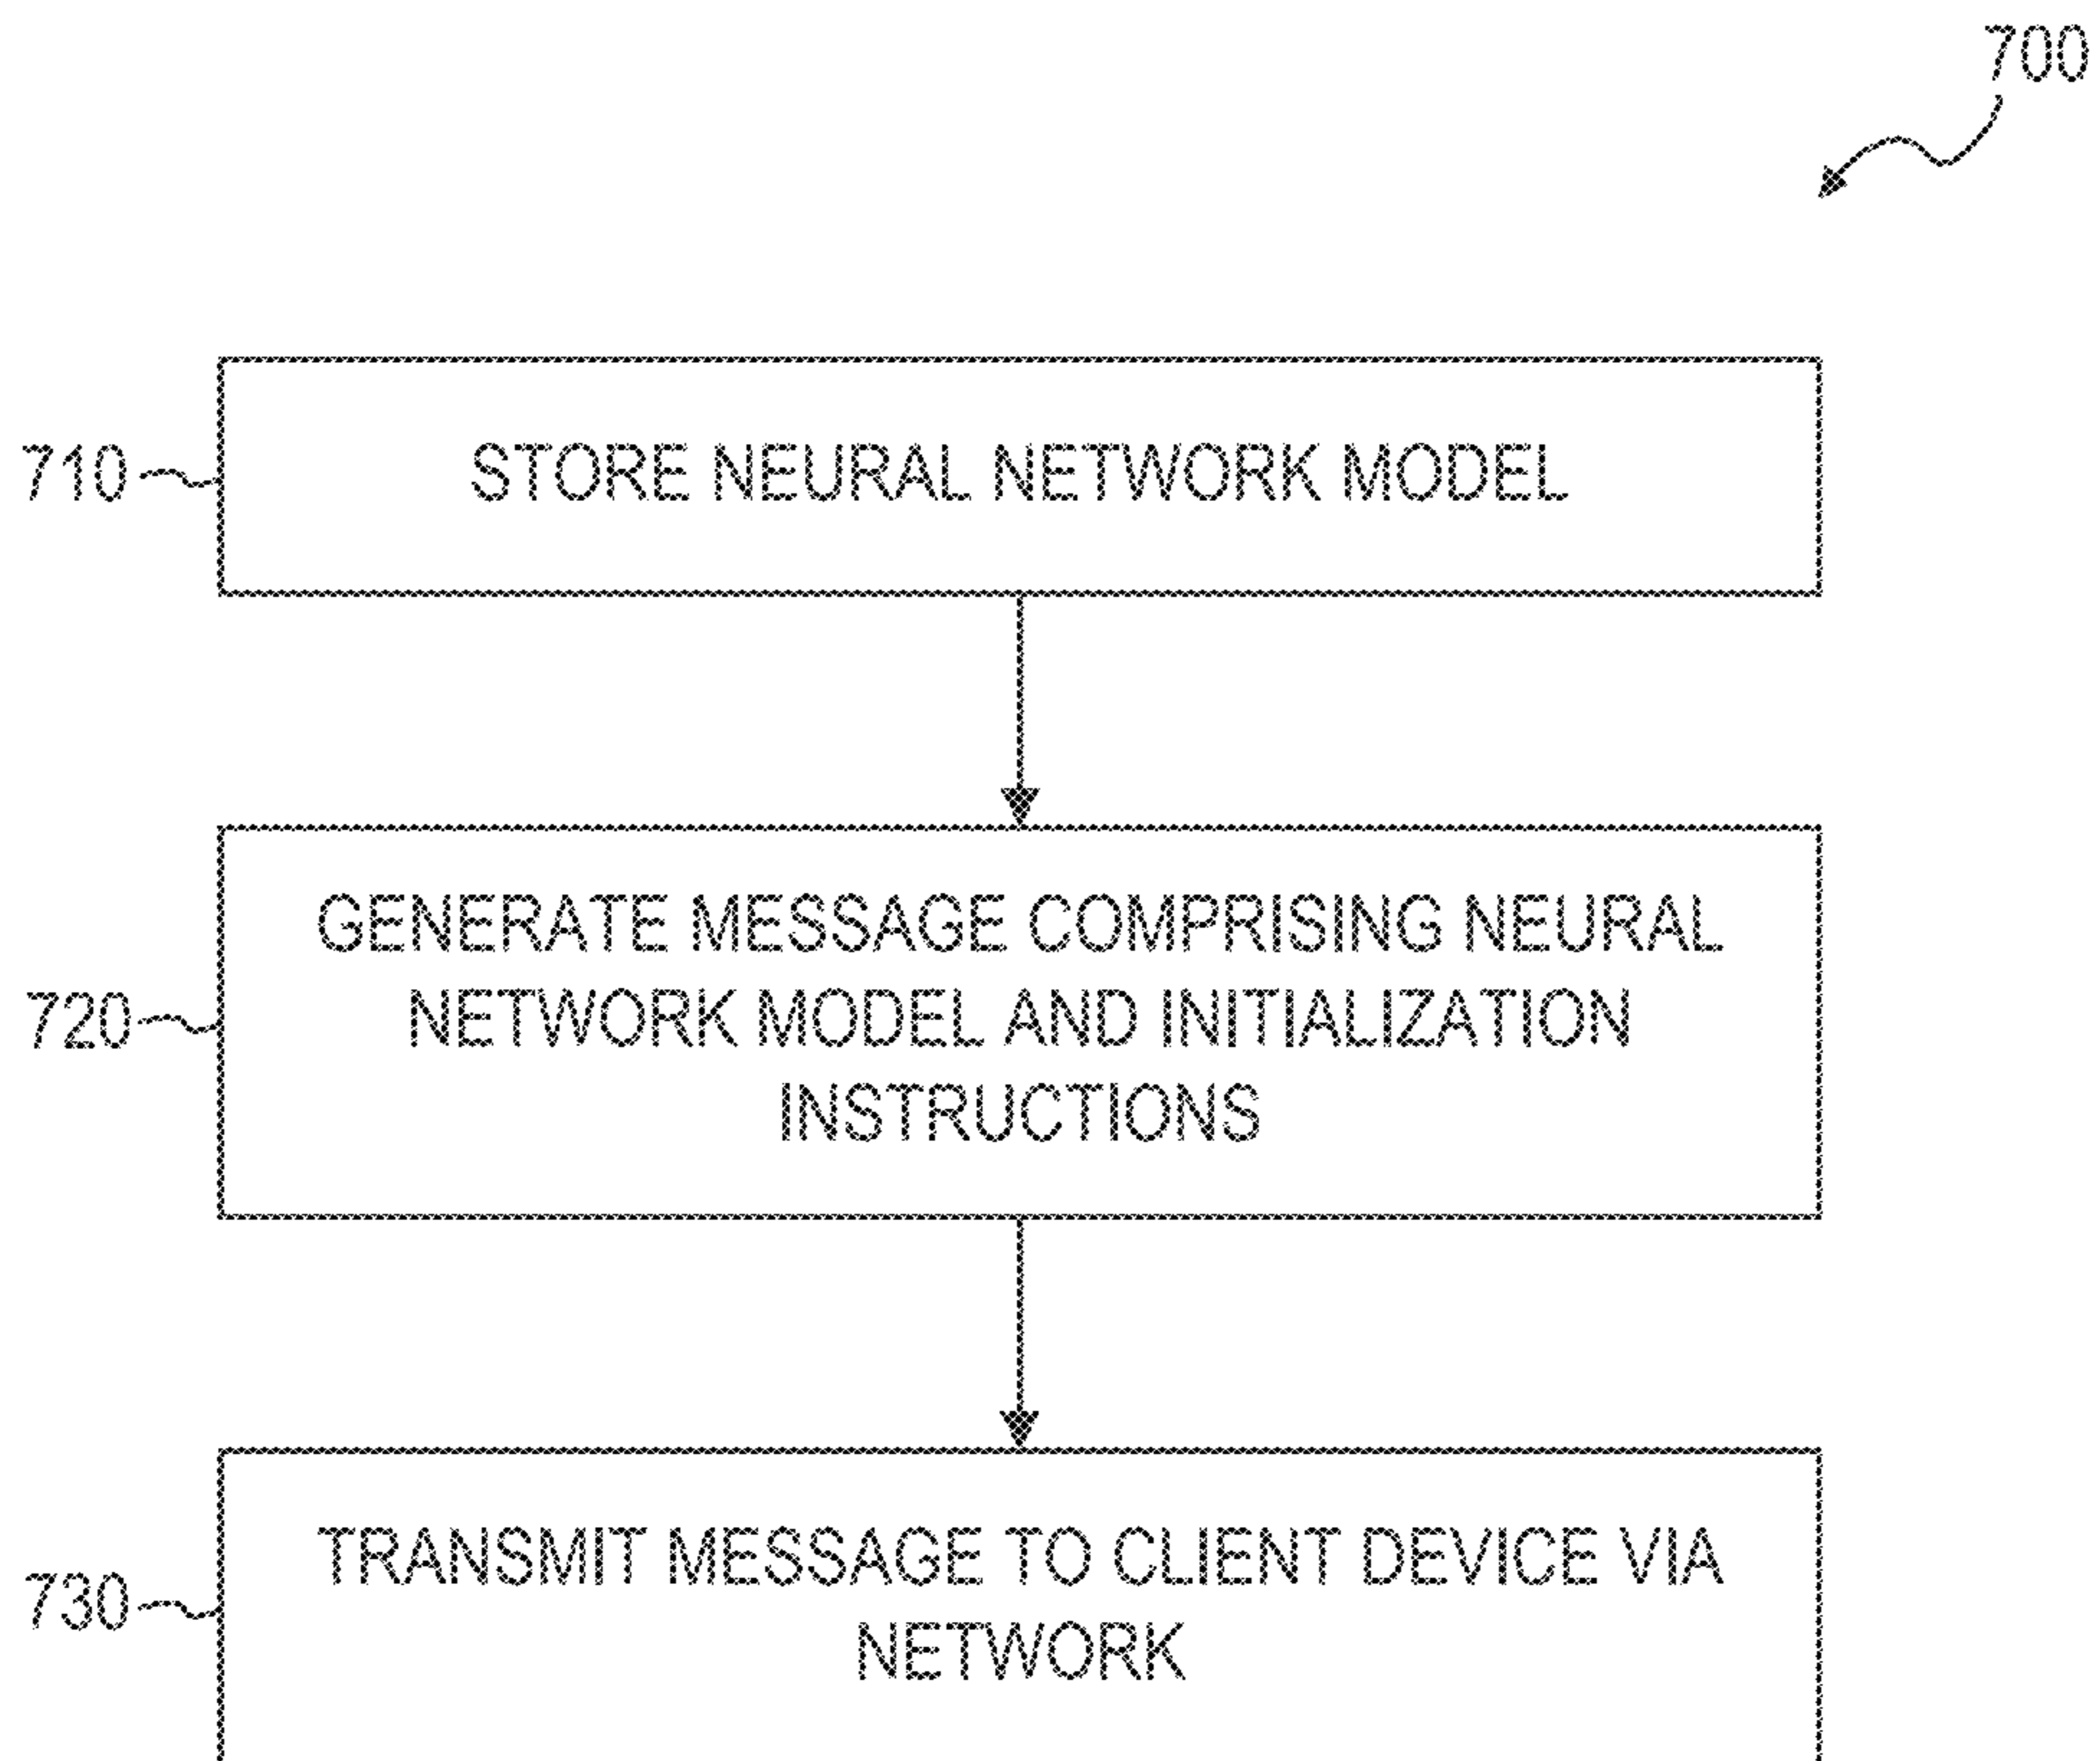 700
710
STORE NEURAL NETWORK MODEL
720
GENERATE MESSAGE COMPRISING NEURAL
NETWORK MODEL AND INITIALIZATION
INSTRUCTIONS
730
TRANSMIT MESSAGE TO CLIENT DEVICE VIA
NETWORK